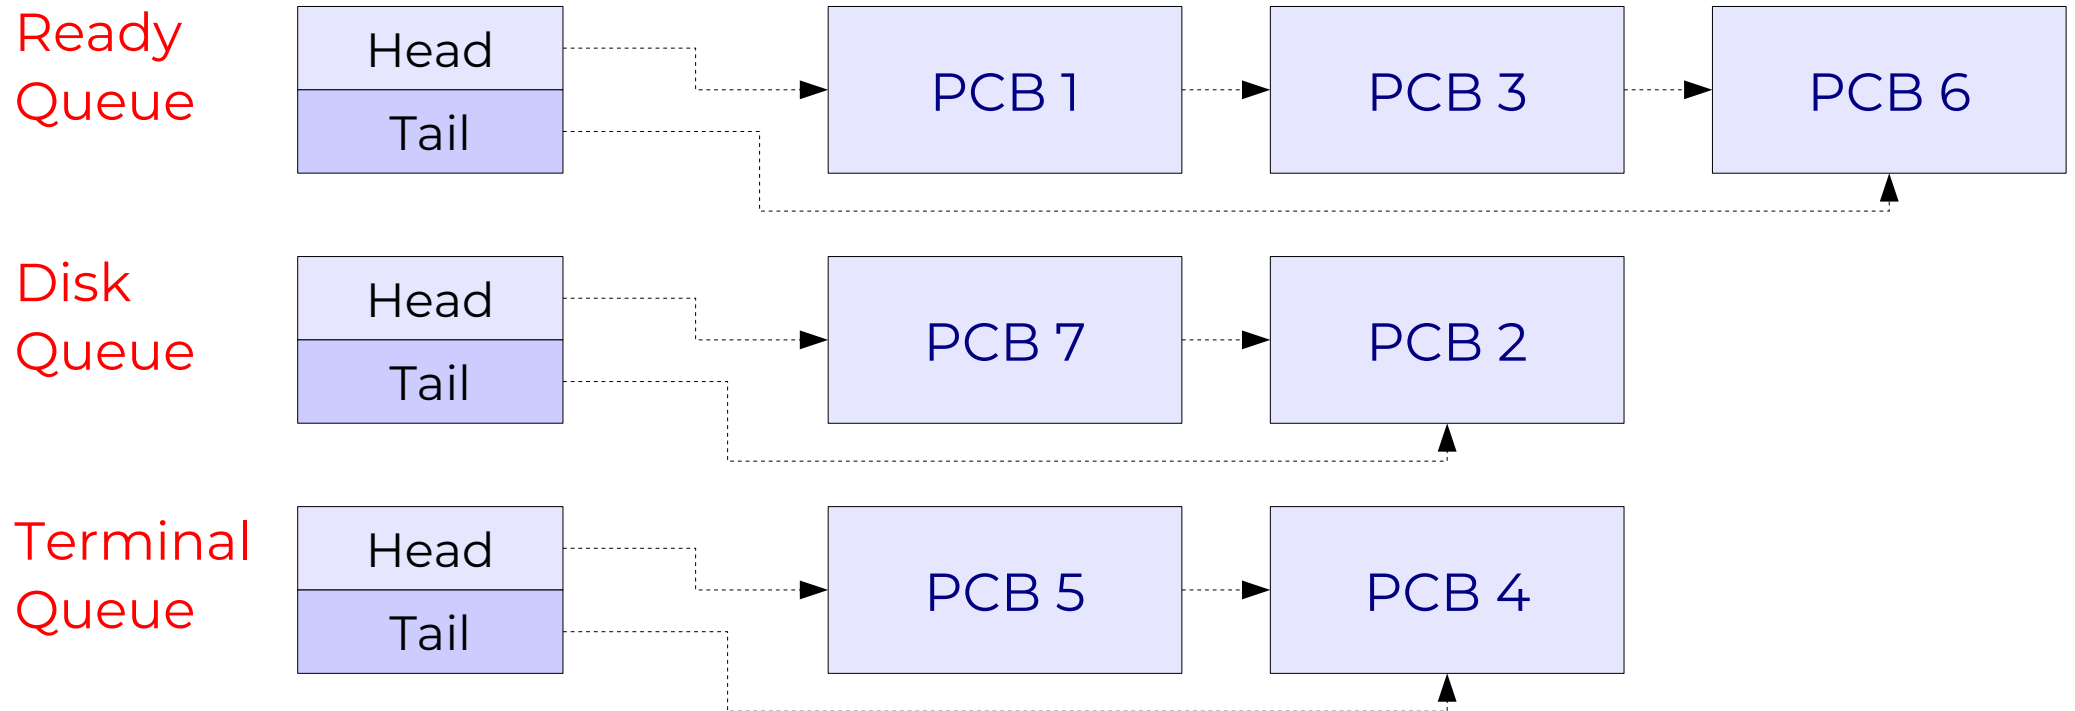 Ready
Queue
Head
Tail
PCB 1
PCB 3
PCB 6
Disk
Queue
Head
Tail
PCB 7
PCB 2
Terminal
Queue
Head
Tail
PCB 5
PCB 4